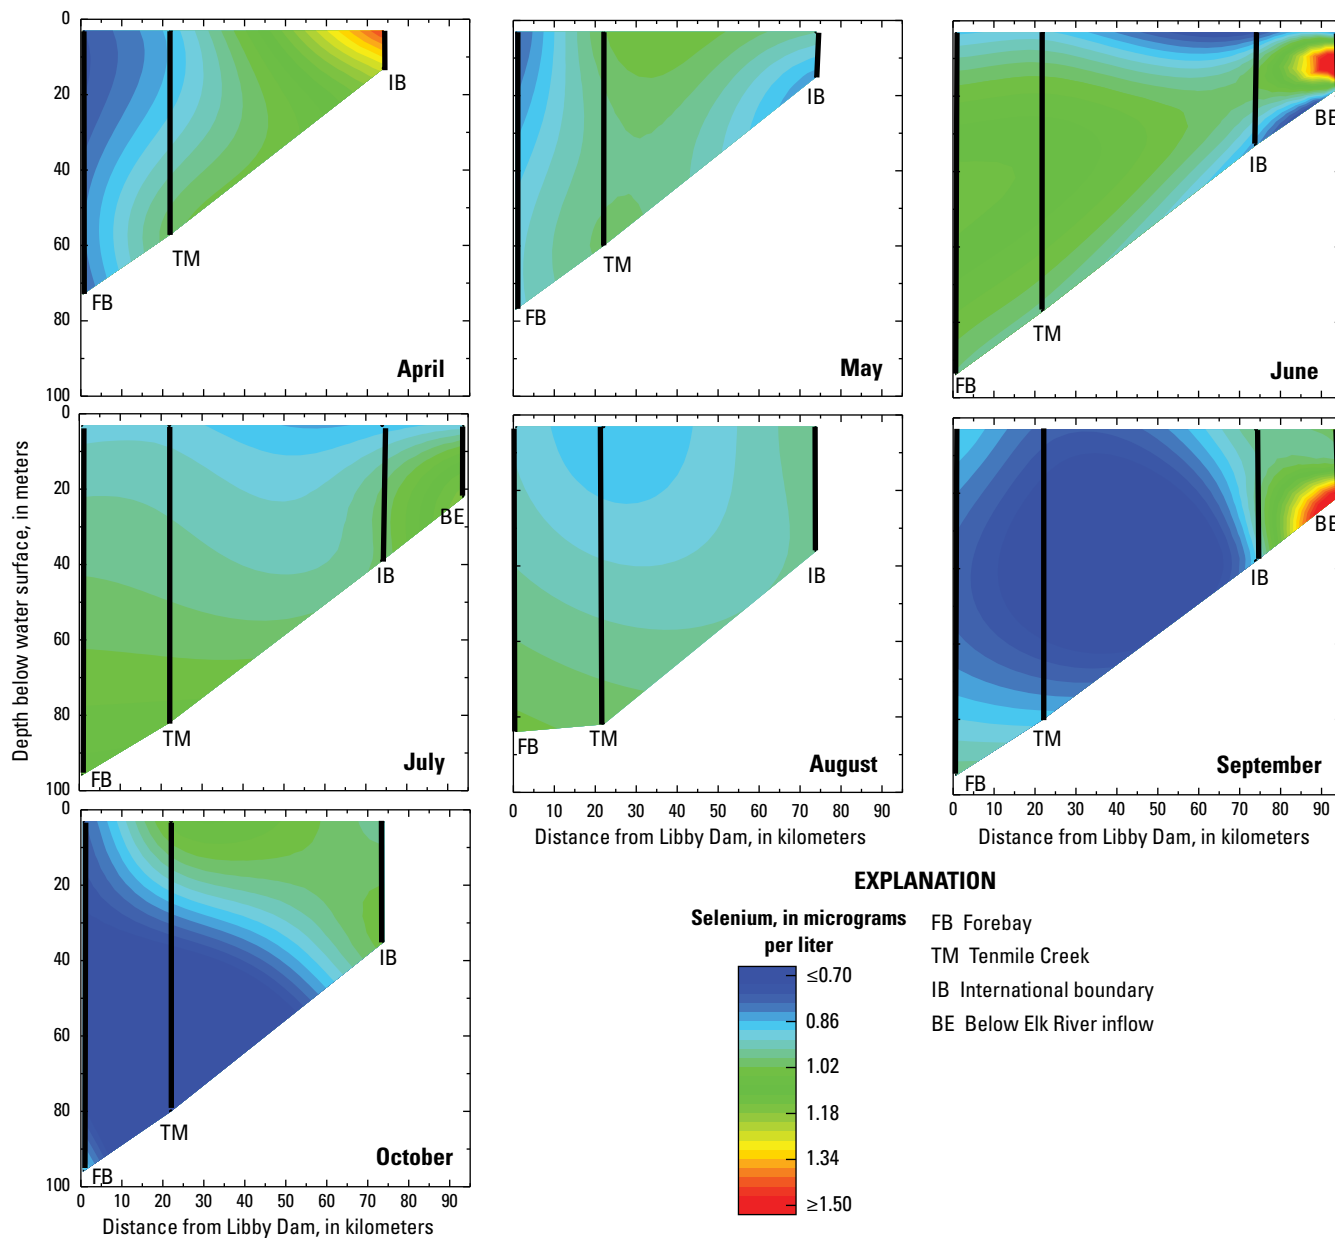 0
20
40
60
80
100
FB
TM
IB
April
FB
TM
IB
May
FB
TM
IB
BE
June
Depth below water surface, in meters
0
20
40
60
80
100
FB
TM
IB
BE
July
FB
TM
IB
August
0 10 20 30 40 50 60 70 80 90
Distance from Libby Dam, in kilometers
FB
TM
IB
BE
September
0 10 20 30 40 50 60 70 80 90
Distance from Libby Dam, in kilometers
0
20
40
60
80
100
FB
TM
IB
October
0 10 20 30 40 50 60 70 80 90
Distance from Libby Dam, in kilometers
EXPLANATION
Selenium, in micrograms
per liter
≤0.70
0.86
1.02
1.18
1.34
≥1.50
FB Forebay
TM Tenmile Creek
IB International boundary
BE Below Elk River inflow